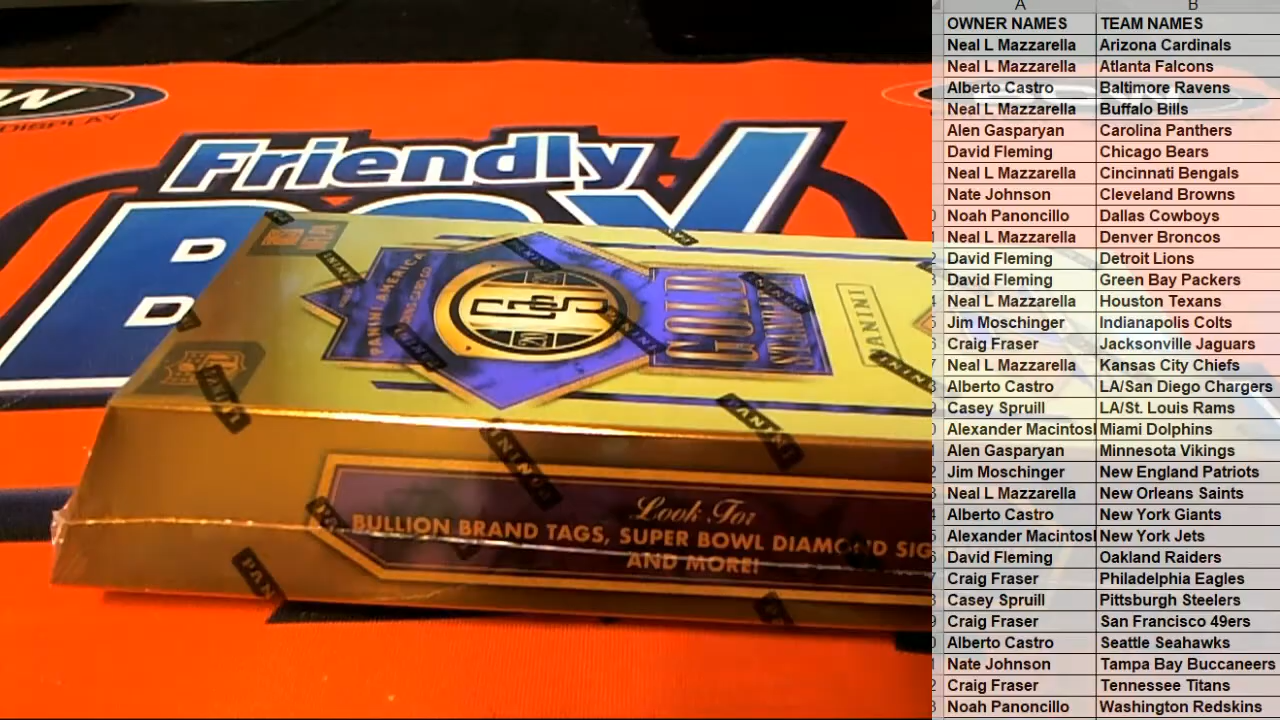 W
DISPLAY
Friendly
PANINI AMERICA
GOLD
STANDARD
PANINI
Look For
BULLION BRAND TAGS, SUPER BOWL DIAMOND SIG
AND MORE!
A B
OWNER NAMES TEAM NAMES
Neal L Mazzarella Arizona Cardinals
Neal L Mazzarella Atlanta Falcons
Alberto Castro Baltimore Ravens
Neal L Mazzarella Buffalo Bills
Alen Gasparyan Carolina Panthers
David Fleming Chicago Bears
Neal L Mazzarella Cincinnati Bengals
Nate Johnson Cleveland Browns
Noah Panoncillo Dallas Cowboys
Neal L Mazzarella Denver Broncos
David Fleming Detroit Lions
David Fleming Green Bay Packers
Neal L Mazzarella Houston Texans
Jim Moschinger Indianapolis Colts
Craig Fraser Jacksonville Jaguars
Neal L Mazzarella Kansas City Chiefs
Alberto Castro LA/San Diego Chargers
Casey Spruill LA/St. Louis Rams
Alexander Macintosl Miami Dolphins
Alen Gasparyan Minnesota Vikings
Jim Moschinger New England Patriots
Neal L Mazzarella New Orleans Saints
Alberto Castro New York Giants
Alexander Macintosl New York Jets
David Fleming Oakland Raiders
Craig Fraser Philadelphia Eagles
Casey Spruill Pittsburgh Steelers
Craig Fraser San Francisco 49ers
Alberto Castro Seattle Seahawks
Nate Johnson Tampa Bay Buccaneers
Craig Fraser Tennessee Titans
Noah Panoncillo Washington Redskins